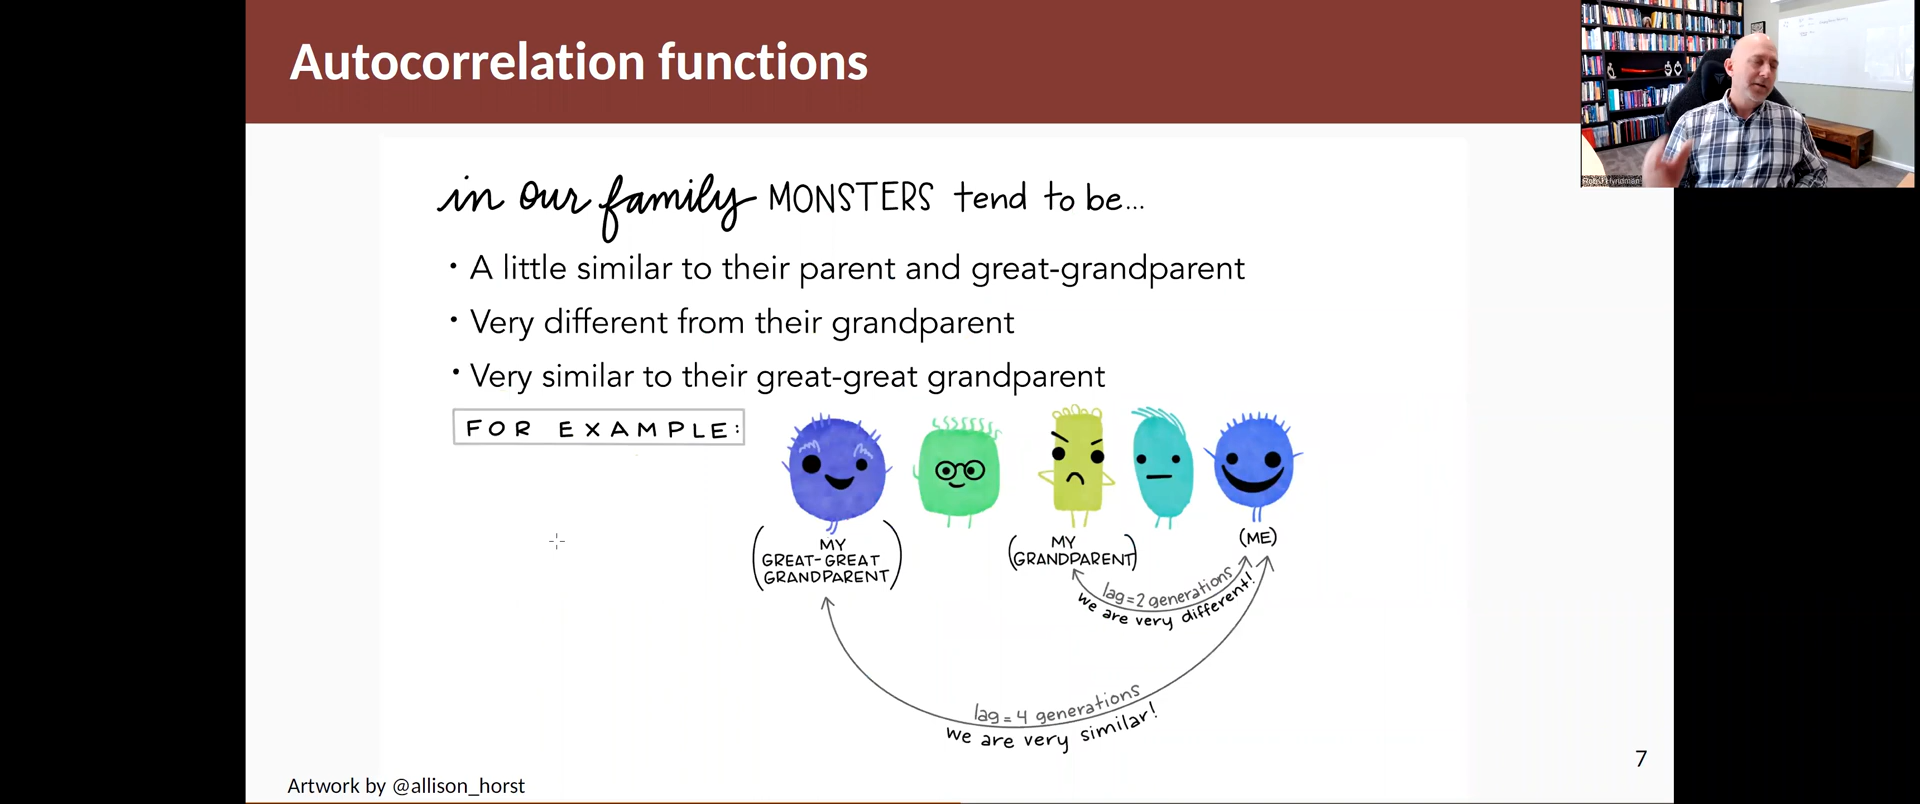 Autocorrelation functions
in our family MONSTERS tend to be...
• A little similar to their parent and great-grandparent
• Very different from their grandparent
• Very similar to their great-great grandparent
FOR EXAMPLE:
(MY
GREAT-GREAT
GRANDPARENT)
(MY
GRANDPARENT)
(ME)
lag=2 generations
we are very different!
lag=4 generations
we are very similar!
7
Artwork by @allison_horst
Rob J Hyndman